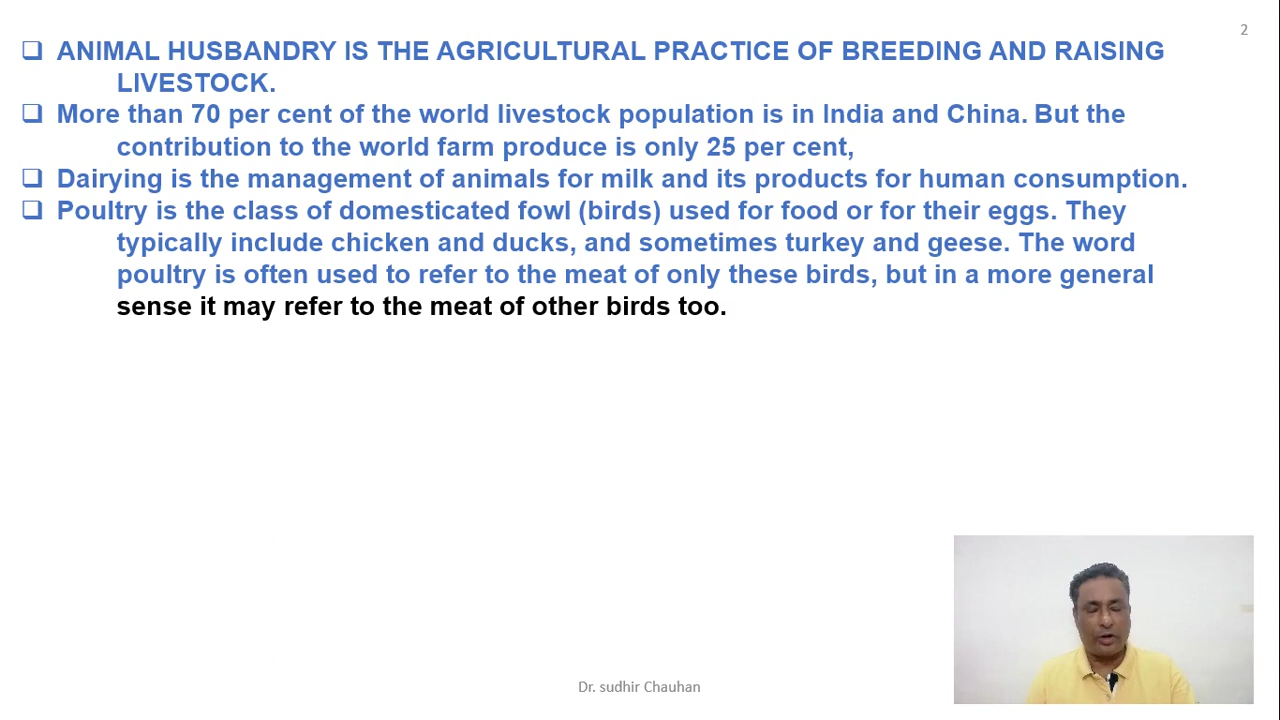 2
❑ ANIMAL HUSBANDRY IS THE AGRICULTURAL PRACTICE OF BREEDING AND RAISING
LIVESTOCK.
❑ More than 70 per cent of the world livestock population is in India and China. But the
contribution to the world farm produce is only 25 per cent,
❑ Dairying is the management of animals for milk and its products for human consumption.
❑ Poultry is the class of domesticated fowl (birds) used for food or for their eggs. They
typically include chicken and ducks, and sometimes turkey and geese. The word
poultry is often used to refer to the meat of only these birds, but in a more general
sense it may refer to the meat of other birds too.
Dr. sudhir Chauhan